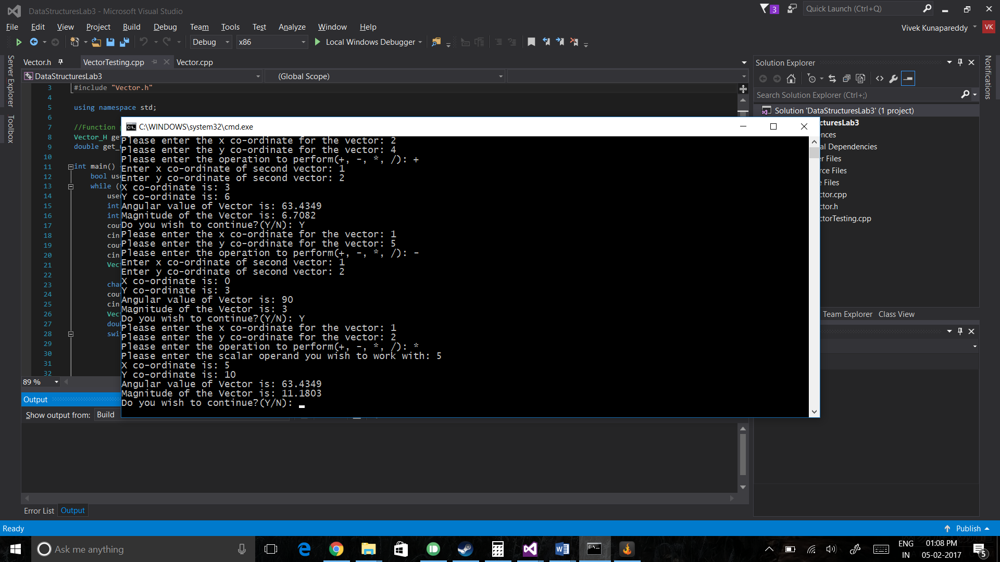 DataStructuresLab3 - Microsoft Visual Studio
3
Quick Launch (Ctrl+Q)
File Edit View Project Build Debug Team Tools Test Analyze Window Help
Vivek Kunapareddy VK
Debug x86 Local Windows Debugger
Server Explorer
Toolbox
Vector.h VectorTesting.cpp Vector.cpp
DataStructuresLab3 (Global Scope)
3 #include "Vector.h"
4
5 using namespace std;
6
7 //Function
8 Vector_H ge
9 double get_
10
11 int main()
12 bool us
13 while (
14 use
15 int
16 int
17 cou
18 cin
19 cou
20 cin
21 Vec
22
23 cha
24 cou
25 cin
26 Vec
27 dou
28 swi
29
30
31
32
89 %
C:\WINDOWS\system32\cmd.exe
Please enter the x co-ordinate for the vector: 2
Please enter the y co-ordinate for the vector: 4
Please enter the operation to perform(+, -, *, /): +
Enter x co-ordinate of second vector: 1
Enter y co-ordinate of second vector: 2
X co-ordinate is: 3
Y co-ordinate is: 6
Angular value of Vector is: 63.4349
Magnitude of the Vector is: 6.7082
Do you wish to continue?(Y/N): Y
Please enter the x co-ordinate for the vector: 1
Please enter the y co-ordinate for the vector: 5
Please enter the operation to perform(+, -, *, /): -
Enter x co-ordinate of second vector: 1
Enter y co-ordinate of second vector: 2
X co-ordinate is: 0
Y co-ordinate is: 3
Angular value of Vector is: 90
Magnitude of the Vector is: 3
Do you wish to continue?(Y/N): Y
Please enter the x co-ordinate for the vector: 1
Please enter the y co-ordinate for the vector: 2
Please enter the operation to perform(+, -, *, /): *
Please enter the scalar operand you wish to work with: 5
X co-ordinate is: 5
Y co-ordinate is: 10
Angular value of Vector is: 63.4349
Magnitude of the Vector is: 11.1803
Do you wish to continue?(Y/N):
Solution Explorer
Search Solution Explorer (Ctrl+;)
Solution 'DataStructuresLab3' (1 project)
cturesLab3
ences
al Dependencies
er Files
rce Files
e Files
ctor.cpp
ctor.h
ctorTesting.cpp
Team Explorer Class View
Notifications
Output
Show output from: Build
Error List Output
Ready
Publish
Ask me anything
ENG
IN
01:08 PM
05-02-2017
5